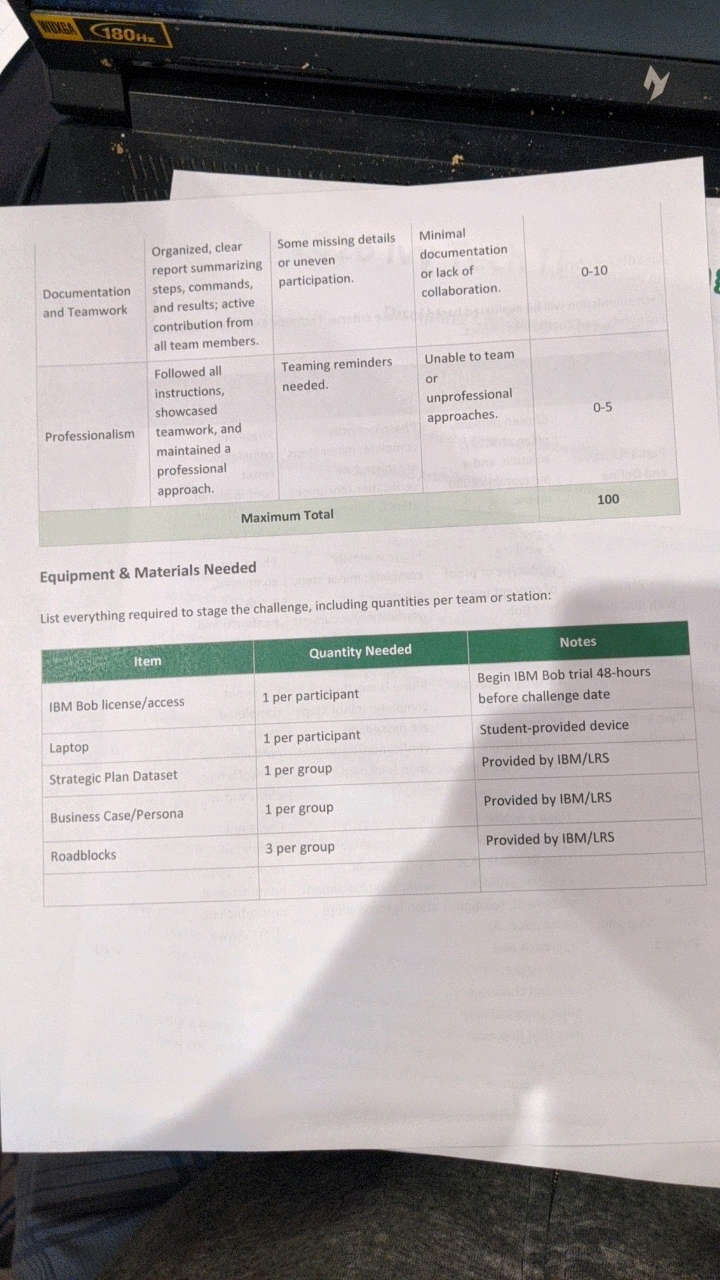 WUXGA 180Hz
Documentation
and Teamwork
Organized, clear
report summarizing
steps, commands,
and results; active
contribution from
all team members.
Some missing details
or uneven
participation.
Minimal
documentation
or lack of
collaboration.
0-10
Professionalism
Followed all
instructions,
showcased
teamwork, and
maintained a
professional
approach.
Teaming reminders
needed.
Unable to team
or
unprofessional
approaches.
0-5
Maximum Total
100
Equipment & Materials Needed
List everything required to stage the challenge, including quantities per team or station:
Item
Quantity Needed
Notes
IBM Bob license/access
1 per participant
Begin IBM Bob trial 48-hours
before challenge date
Laptop
1 per participant
Student-provided device
Strategic Plan Dataset
1 per group
Provided by IBM/LRS
Business Case/Persona
1 per group
Provided by IBM/LRS
Roadblocks
3 per group
Provided by IBM/LRS